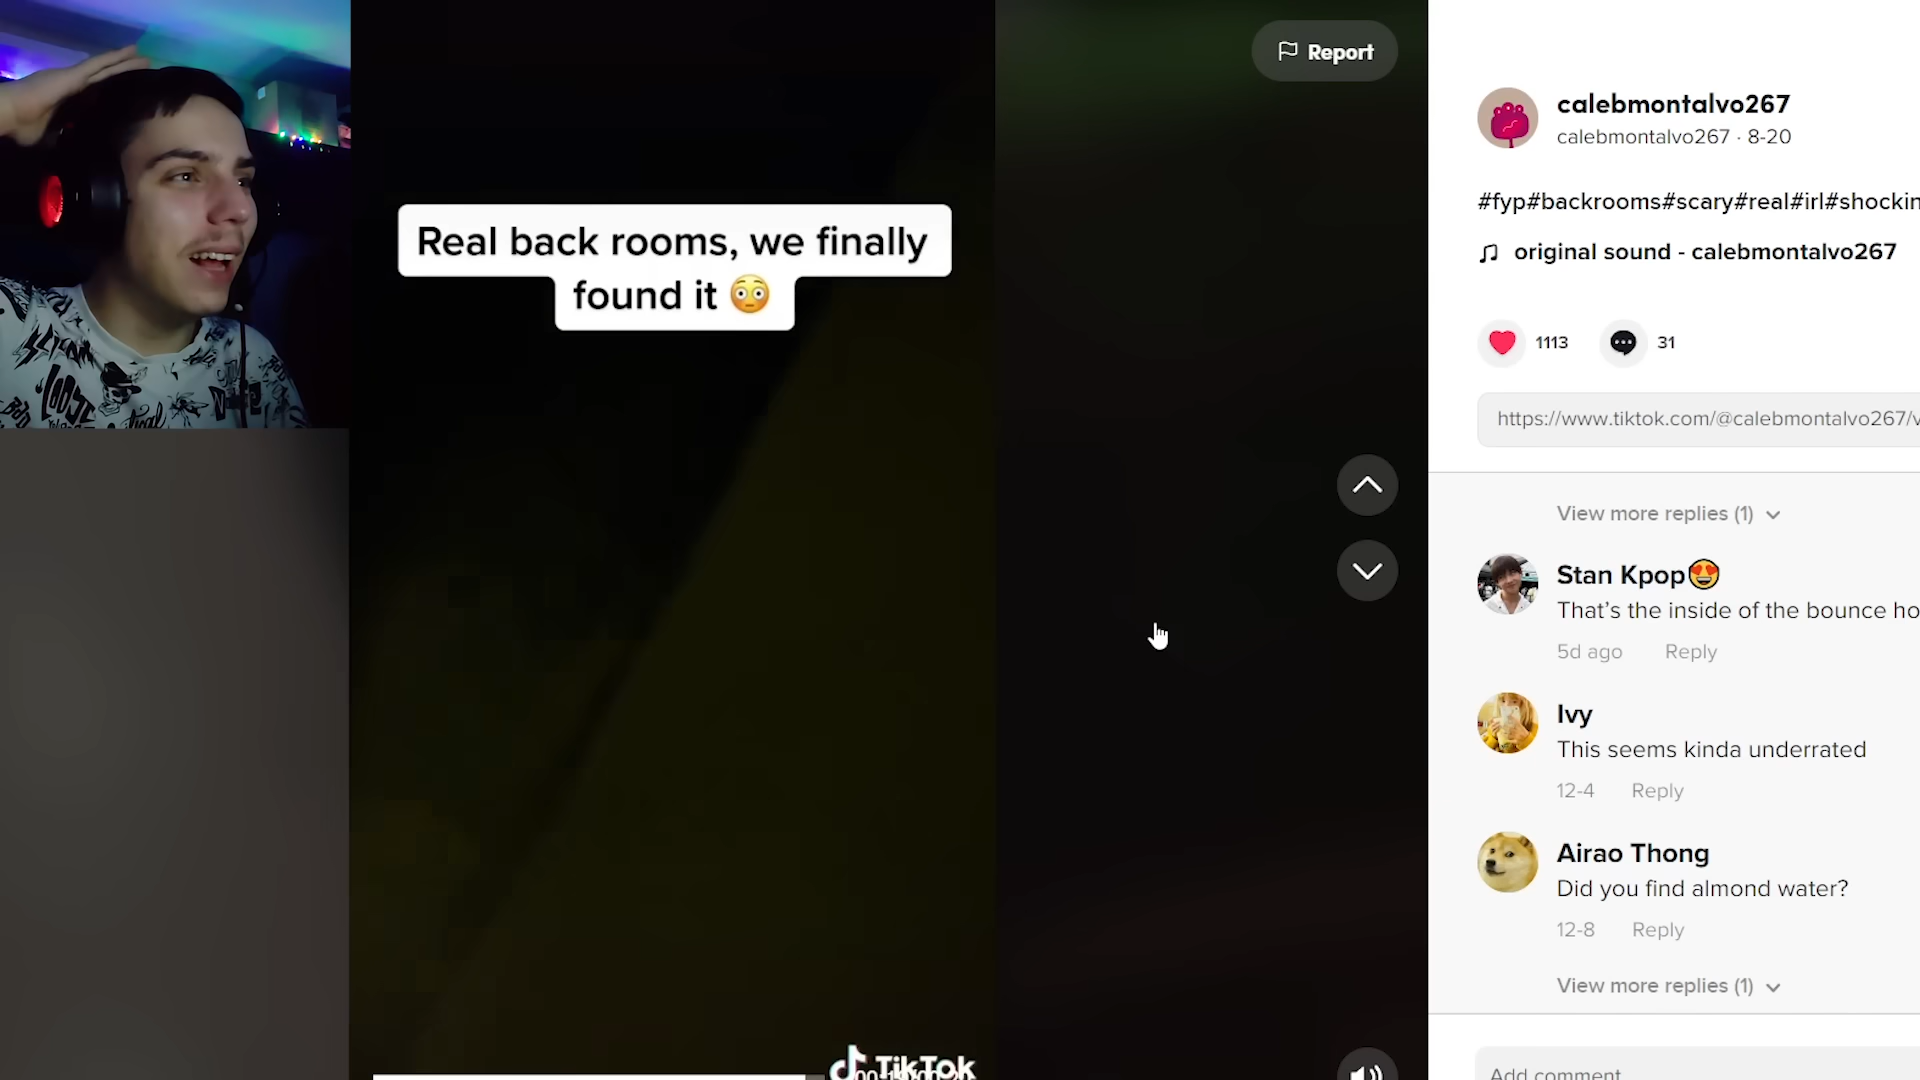 Report
Real back rooms, we finally
found it 😳
TikTok
calebmontalvo267
calebmontalvo267 · 8-20
#fyp#backrooms#scary#real#irl#shockin
original sound - calebmontalvo267
1113
31
https://www.tiktok.com/@calebmontalvo267/v
View more replies (1)
Stan Kpop😍
That's the inside of the bounce ho
5d ago Reply
Ivy
This seems kinda underrated
12-4 Reply
Airao Thong
Did you find almond water?
12-8 Reply
View more replies (1)
Add comment